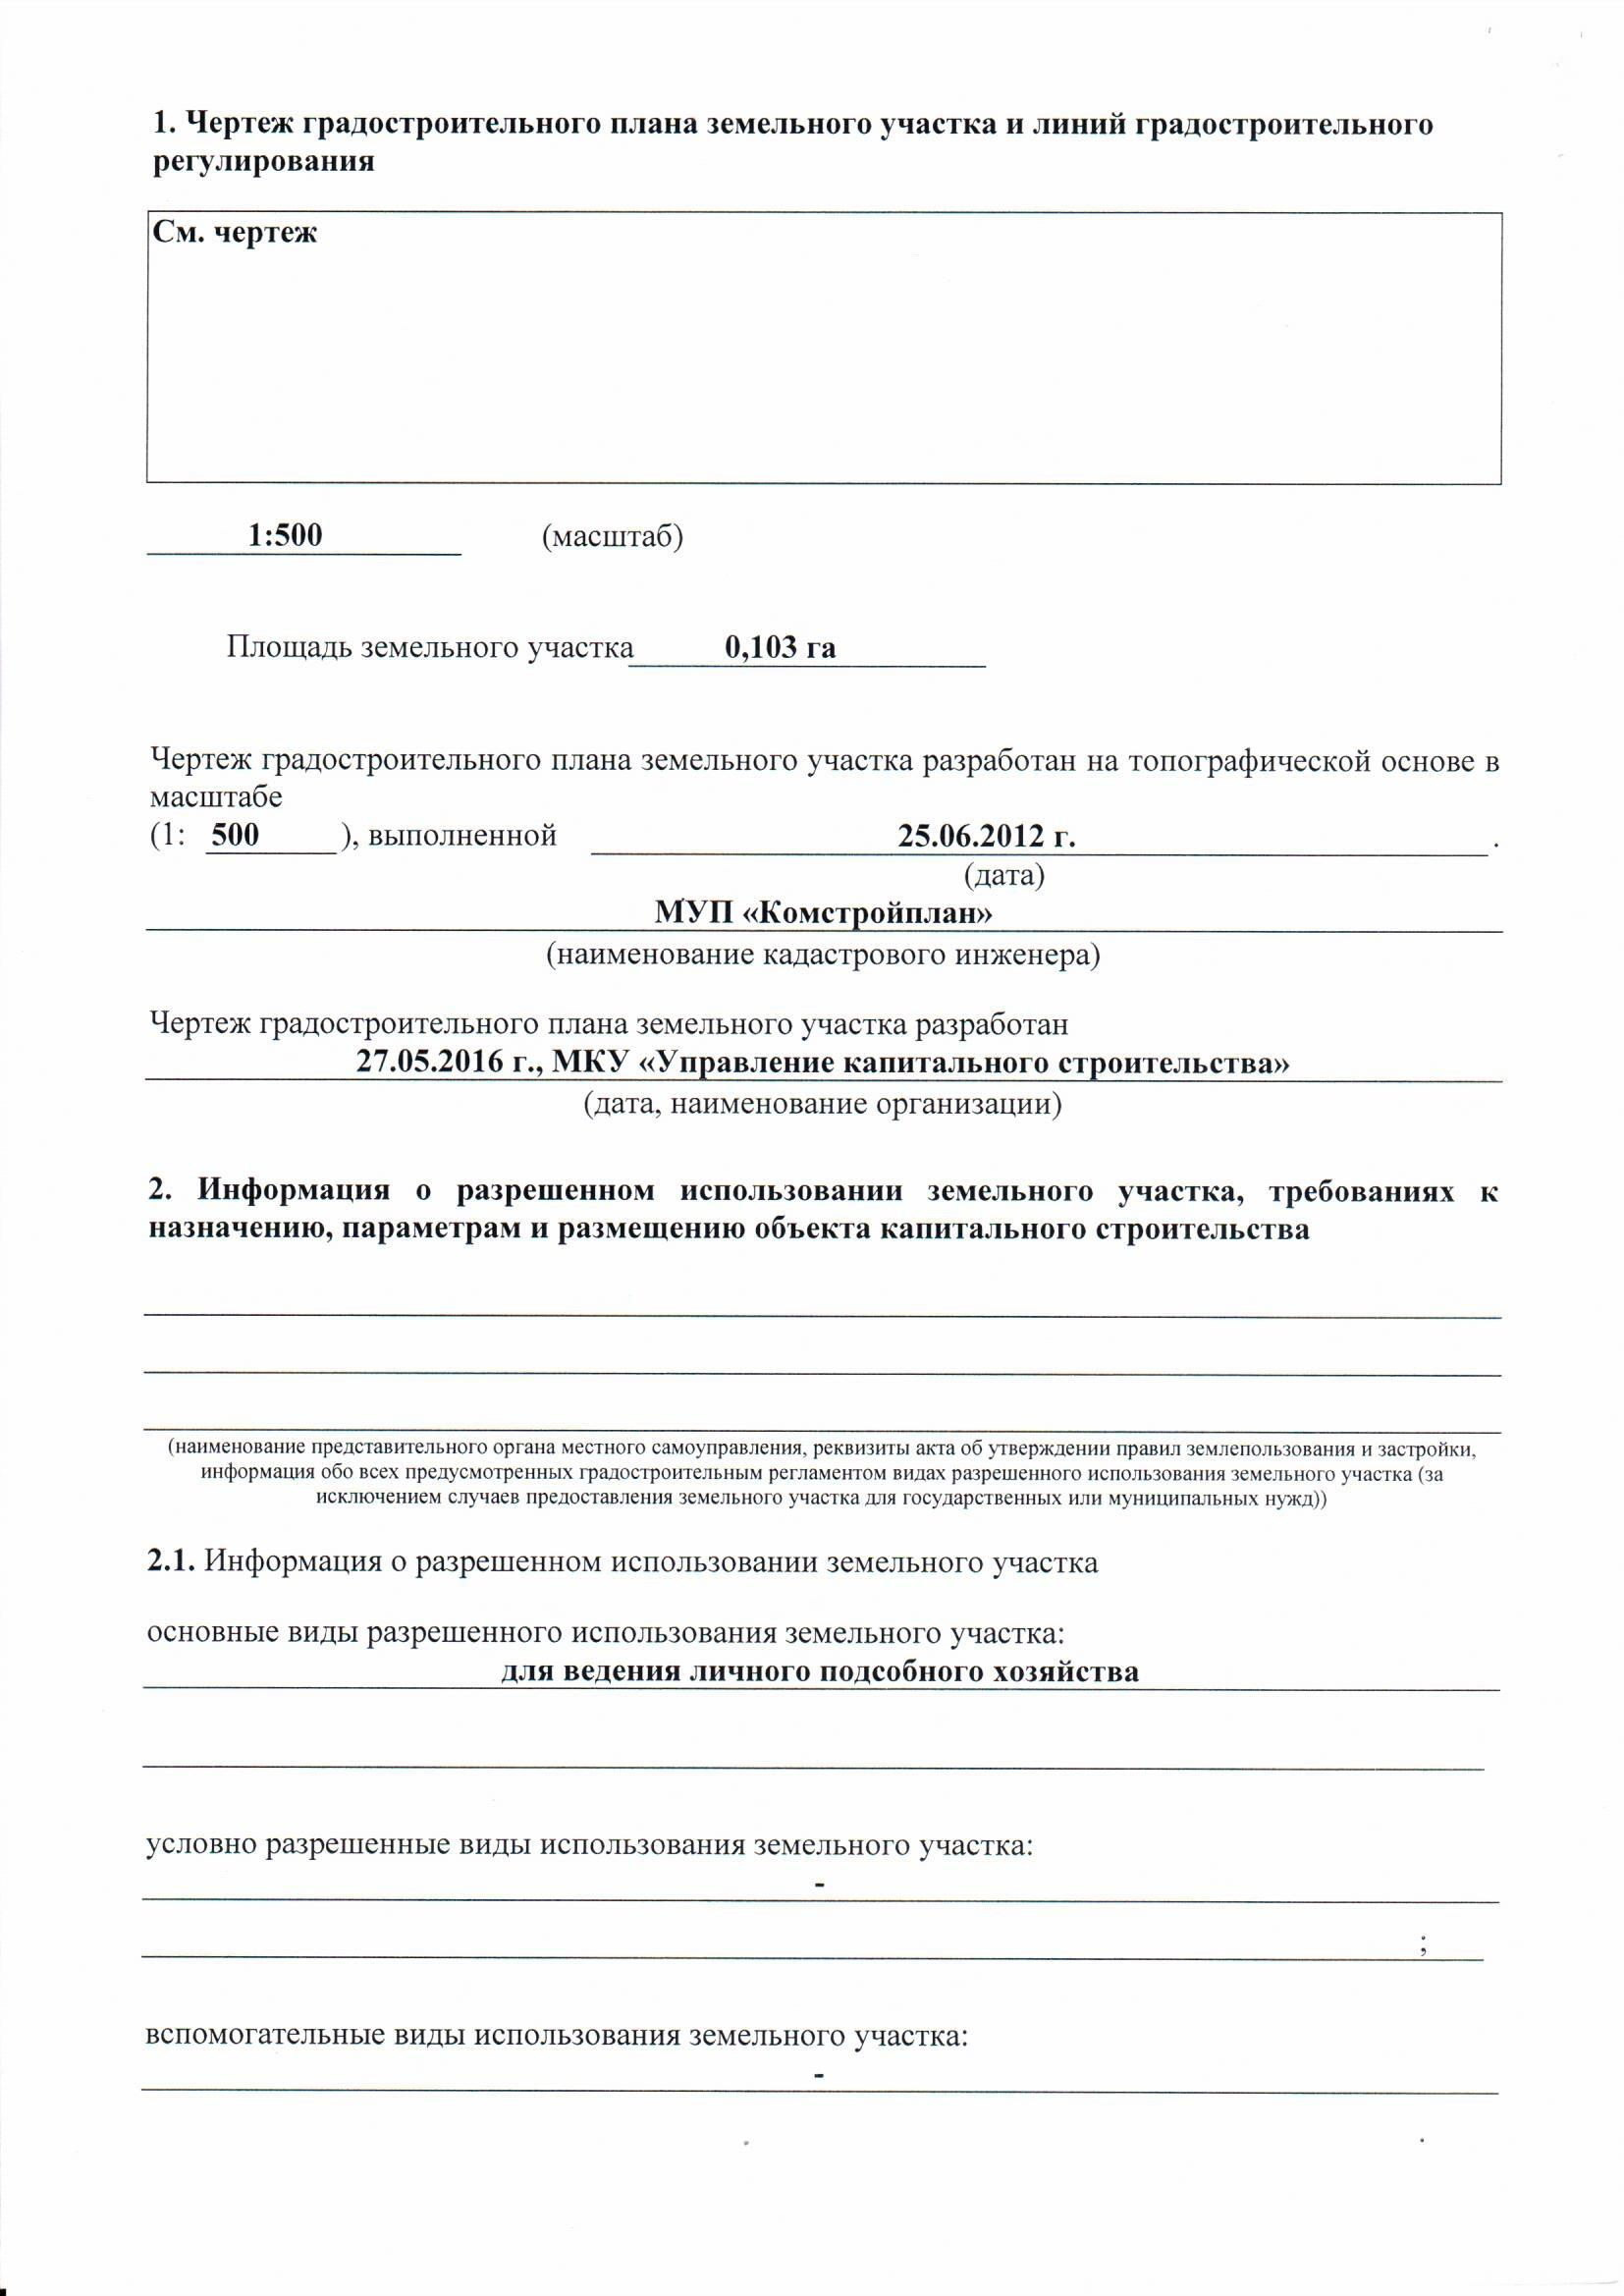 1. Чертеж градостроительного плана земельного участка и линий градостроительного
регулирования
См. чертеж
1:500 (масштаб)
Площадь земельного участка 0,103 га
Чертеж градостроительного плана земельного участка разработан на топографической основе в
масштабе
(1: 500 ), выполненной 25.06.2012 г. .
(дата)
МУП «Комстройплан»
(наименование кадастрового инженера)
Чертеж градостроительного плана земельного участка разработан
27.05.2016 г., МКУ «Управление капитального строительства»
(дата, наименование организации)
2. Информация о разрешенном использовании земельного участка, требованиях к
назначению, параметрам и размещению объекта капитального строительства
(наименование представительного органа местного самоуправления, реквизиты акта об утверждении правил землепользования и застройки,
информация обо всех предусмотренных градостроительным регламентом видах разрешенного использования земельного участка (за
исключением случаев предоставления земельного участка для государственных или муниципальных нужд))
2.1. Информация о разрешенном использовании земельного участка
основные виды разрешенного использования земельного участка:
для ведения личного подсобного хозяйства
условно разрешенные виды использования земельного участка:
-
;
вспомогательные виды использования земельного участка:
-